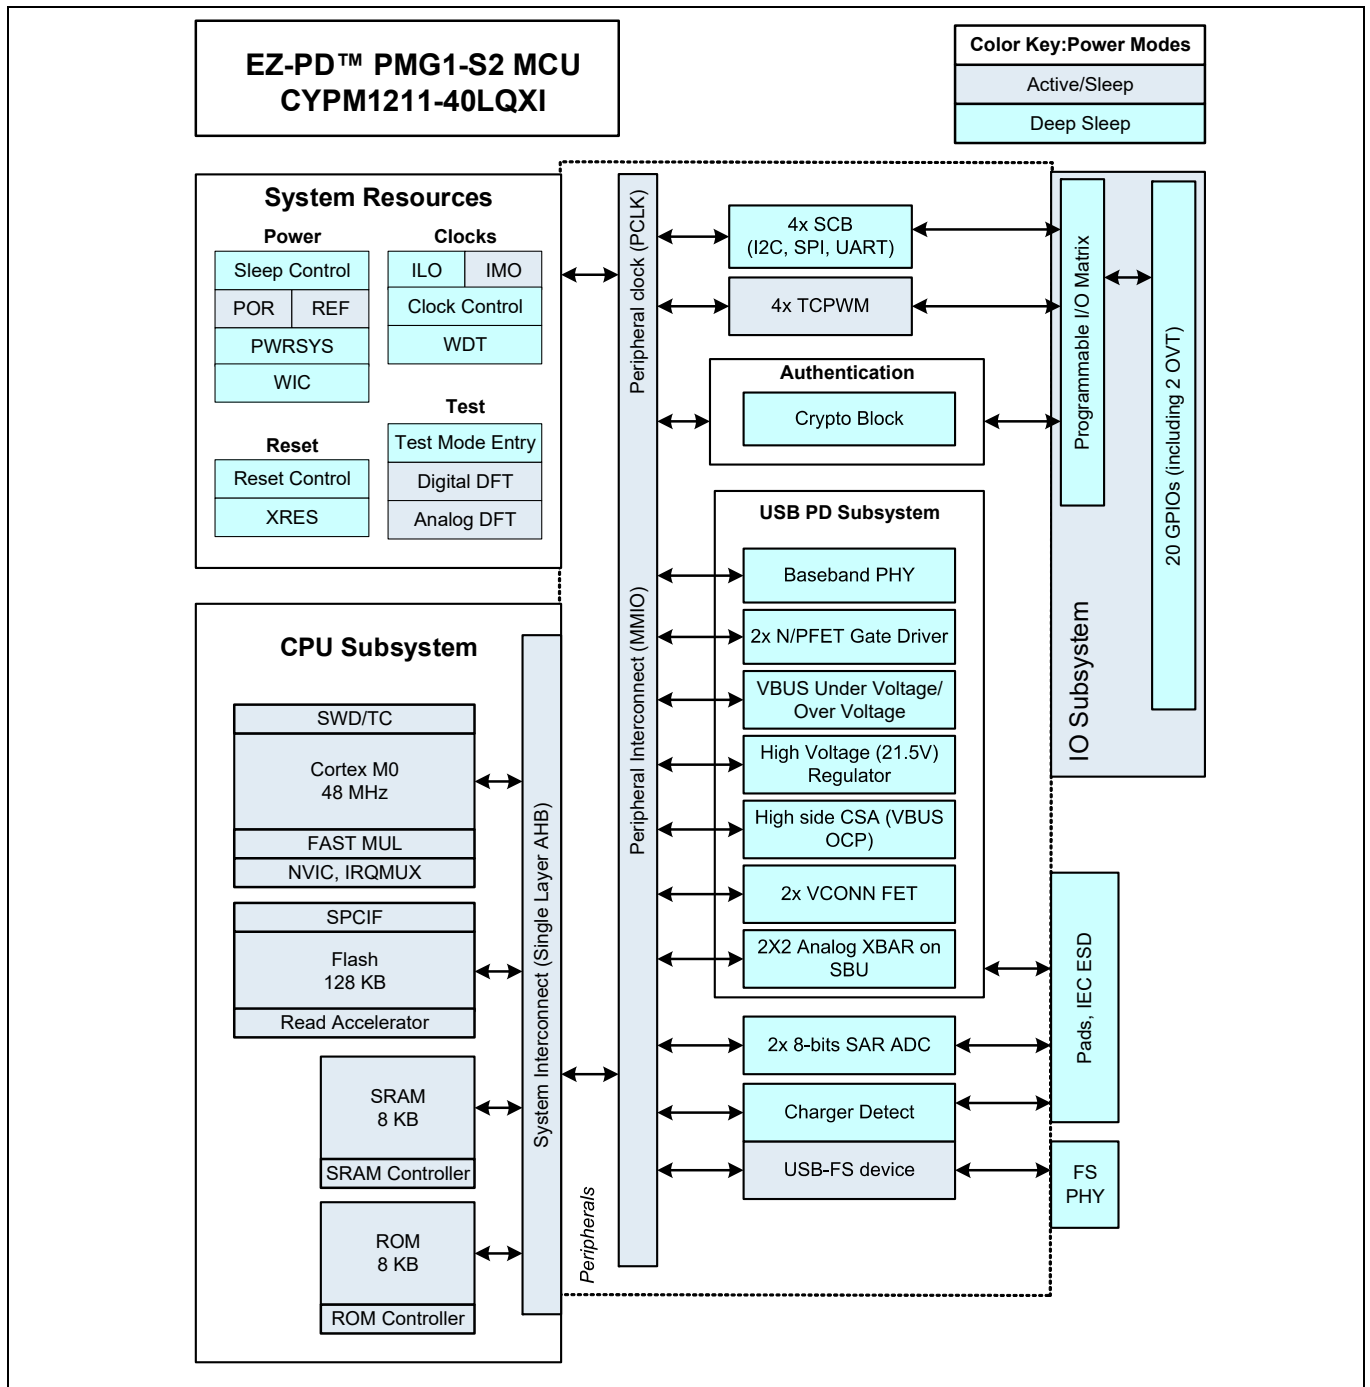 EZ-PD™ PMG1-S2 MCU
CYPM1211-40LQXI
Color Key:Power Modes
Active/Sleep
Deep Sleep
System Resources
Power
Sleep Control
POR
REF
PWRSYS
WIC
Clocks
ILO
IMO
Clock Control
WDT
Reset
Reset Control
XRES
Test
Test Mode Entry
Digital DFT
Analog DFT
CPU Subsystem
SWD/TC
Cortex M0
48 MHz
FAST MUL
NVIC, IRQMUX
SPCIF
Flash
128 KB
Read Accelerator
SRAM
8 KB
SRAM Controller
ROM
8 KB
ROM Controller
System Interconnect (Single Layer AHB)
Peripherals
Peripheral clock (PCLK)
Peripheral Interconnect (MMIO)
4x SCB
(I2C, SPI, UART)
4x TCPWM
Authentication
Crypto Block
USB PD Subsystem
Baseband PHY
2x N/PFET Gate Driver
VBUS Under Voltage/
Over Voltage
High Voltage (21.5V)
Regulator
High side CSA (VBUS
OCP)
2x VCONN FET
2X2 Analog XBAR on
SBU
2x 8-bits SAR ADC
Charger Detect
USB-FS device
Programmable I/O Matrix
20 GPIOs (including 2 OVT)
IO Subsystem
Pads, IEC ESD
FS
PHY